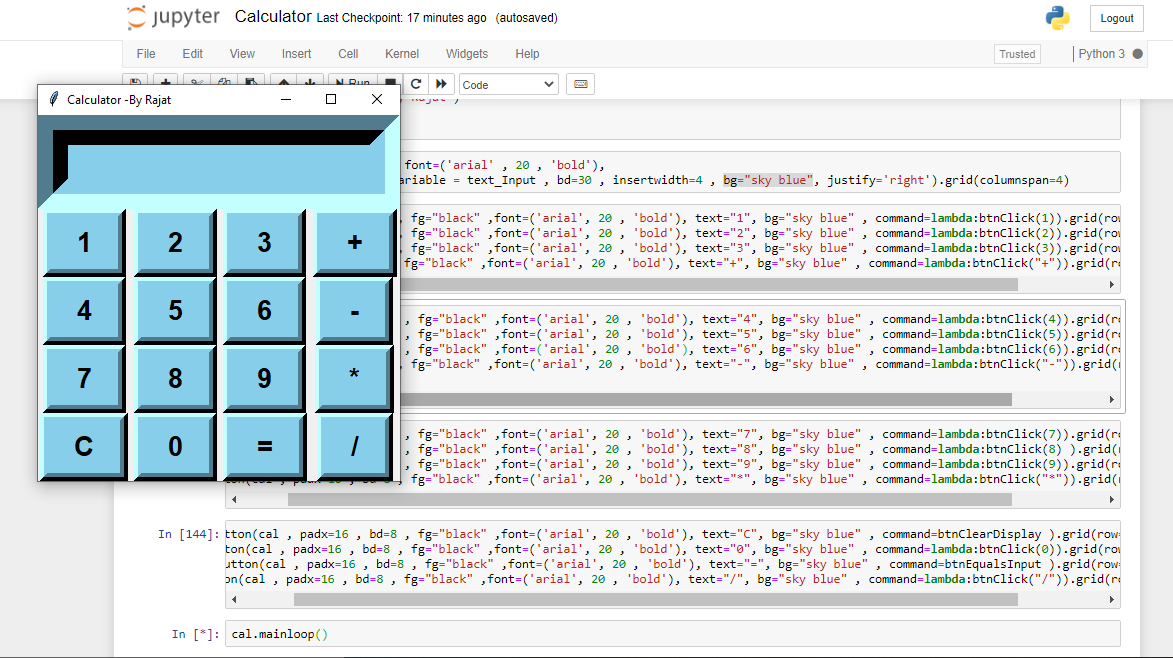 jupyter Calculator Last Checkpoint: 17 minutes ago (autosaved)
Logout
File Edit View Insert Cell Kernel Widgets Help
Trusted
Python 3
Run
Code
Calculator -By Rajat
1 2 3 +
4 5 6 -
7 8 9 *
C 0 = /
font=('arial' , 20 , 'bold'),
ariable = text_Input , bd=30 , insertwidth=4 , bg="sky blue", justify='right').grid(columnspan=4)
, fg="black" ,font=('arial', 20 , 'bold'), text="1", bg="sky blue" , command=lambda:btnClick(1)).grid(row
, fg="black" ,font=('arial', 20 , 'bold'), text="2", bg="sky blue" , command=lambda:btnClick(2)).grid(row
, fg="black" ,font=('arial', 20 , 'bold'), text="3", bg="sky blue" , command=lambda:btnClick(3)).grid(row
fg="black" ,font=('arial', 20 , 'bold'), text="+", bg="sky blue" , command=lambda:btnClick("+")).grid(r
, fg="black" ,font=('arial', 20 , 'bold'), text="4", bg="sky blue" , command=lambda:btnClick(4)).grid(r
, fg="black" ,font=('arial', 20 , 'bold'), text="5", bg="sky blue" , command=lambda:btnClick(5)).grid(r
, fg="black" ,font=('arial', 20 , 'bold'), text="6", bg="sky blue" , command=lambda:btnClick(6)).grid(r
, fg="black" ,font=('arial', 20 , 'bold'), text="-", bg="sky blue" , command=lambda:btnClick("-")).grid(
, fg="black" ,font=('arial', 20 , 'bold'), text="7", bg="sky blue" , command=lambda:btnClick(7)).grid(r
, fg="black" ,font=('arial', 20 , 'bold'), text="8", bg="sky blue" , command=lambda:btnClick(8) ).grid(
, fg="black" ,font=('arial', 20 , 'bold'), text="9", bg="sky blue" , command=lambda:btnClick(9)).grid(r
, fg="black" ,font=('arial', 20 , 'bold'), text="*", bg="sky blue" , command=lambda:btnClick("*")).grid(
In [144]:
tton(cal , padx=16 , bd=8 , fg="black" ,font=('arial', 20 , 'bold'), text="C", bg="sky blue" , command=btnClearDisplay ).grid(row
ton(cal , padx=16 , bd=8 , fg="black" ,font=('arial', 20 , 'bold'), text="0", bg="sky blue" , command=lambda:btnClick(0)).grid(ro
utton(cal , padx=16 , bd=8 , fg="black" ,font=('arial', 20 , 'bold'), text="=", bg="sky blue" , command=btnEqualsInput ).grid(row
on(cal , padx=16 , bd=8 , fg="black" ,font=('arial', 20 , 'bold'), text="/", bg="sky blue" , command=lambda:btnClick("/")).grid(r
In [*]: cal.mainloop()